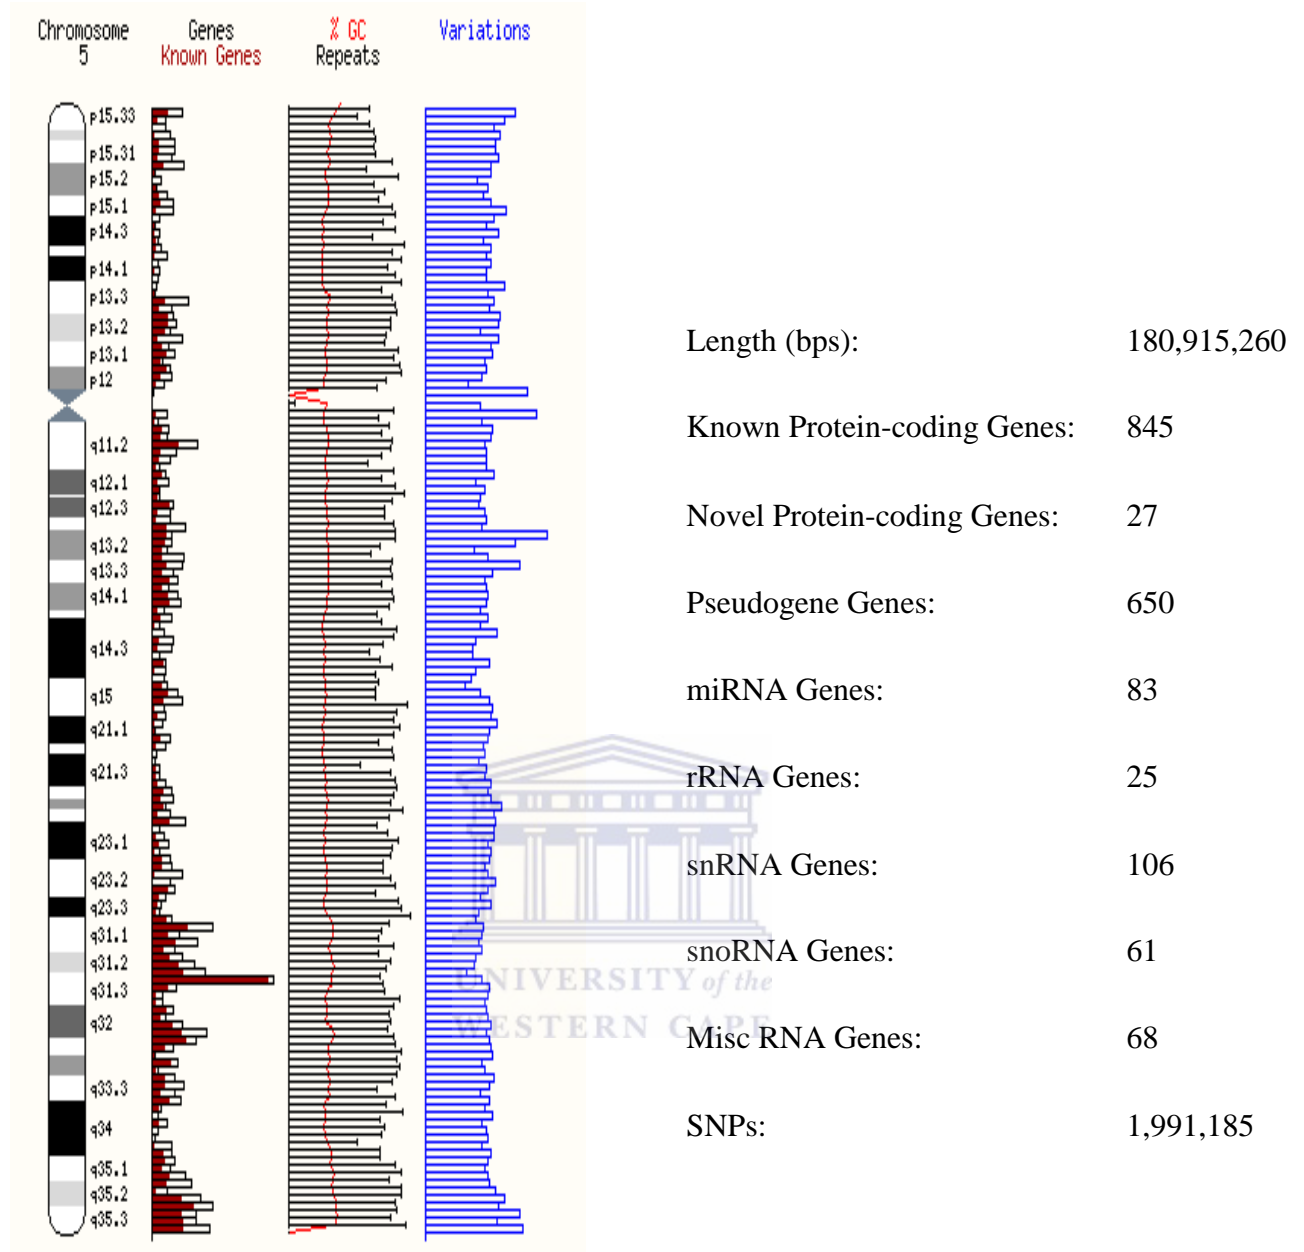 Chromosome
5
Genes
Known Genes
% GC
Repeats
Variations
p15.33
p15.31
p15.2
p15.1
p14.3
p14.1
p13.3
p13.2
p13.1
p12
q11.2
q12.1
q12.3
q13.2
q13.3
q14.1
q14.3
q15
q21.1
q21.3
q23.1
q23.2
q23.3
q31.1
q31.2
q31.3
q32
q33.3
q34
q35.1
q35.2
q35.3
Length (bps): 180,915,260
Known Protein-coding Genes: 845
Novel Protein-coding Genes: 27
Pseudogene Genes: 650
miRNA Genes: 83
rRNA Genes: 25
snRNA Genes: 106
snoRNA Genes: 61
Misc RNA Genes: 68
SNPs: 1,991,185
UNIVERSITY of the
WESTERN CAPE